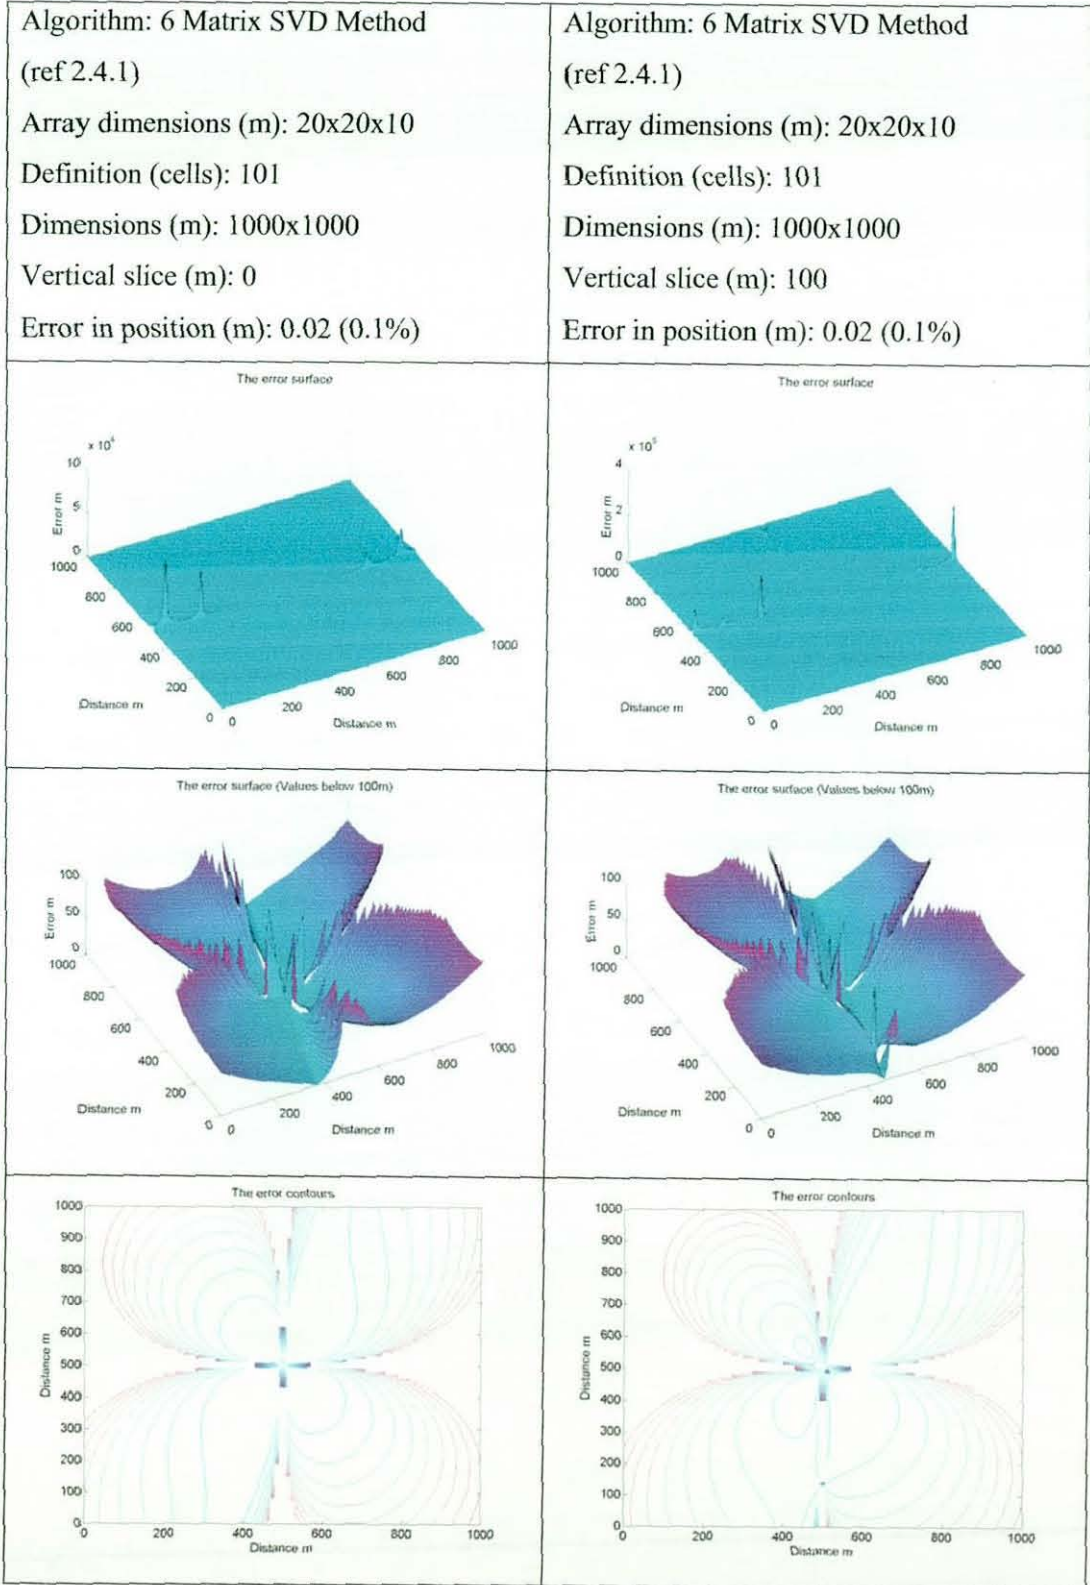 Algorithm: 6 Matrix SVD Method
(ref 2.4.1)
Array dimensions (m): 20x20x10
Definition (cells): 101
Dimensions (m): 1000x1000
Vertical slice (m): 0
Error in position (m): 0.02 (0.1%)
Algorithm: 6 Matrix SVD Method
(ref 2.4.1)
Array dimensions (m): 20x20x10
Definition (cells): 101
Dimensions (m): 1000x1000
Vertical slice (m): 100
Error in position (m): 0.02 (0.1%)
The error surface
x 10⁴
10
5
0
Error m
1000
800
600
400
200
0
Distance m
0
200
400
600
800
1000
Distance m
The error surface
x 10⁵
4
2
0
Error m
1000
800
600
400
200
0
Distance m
0
200
400
600
800
1000
Distance m
The error surface (Values below 100m)
100
50
0
Error m
1000
800
600
400
200
0
Distance m
0
200
400
600
800
1000
Distance m
The error surface (Values below 100m)
100
50
0
Error m
1000
800
600
400
200
0
Distance m
0
200
400
600
800
1000
Distance m
The error contours
1000
900
800
700
600
500
400
300
200
100
0
Distance m
0
200
400
600
800
1000
Distance m
The error contours
1000
900
800
700
600
500
400
300
200
100
0
Distance m
0
200
400
600
800
1000
Distance m